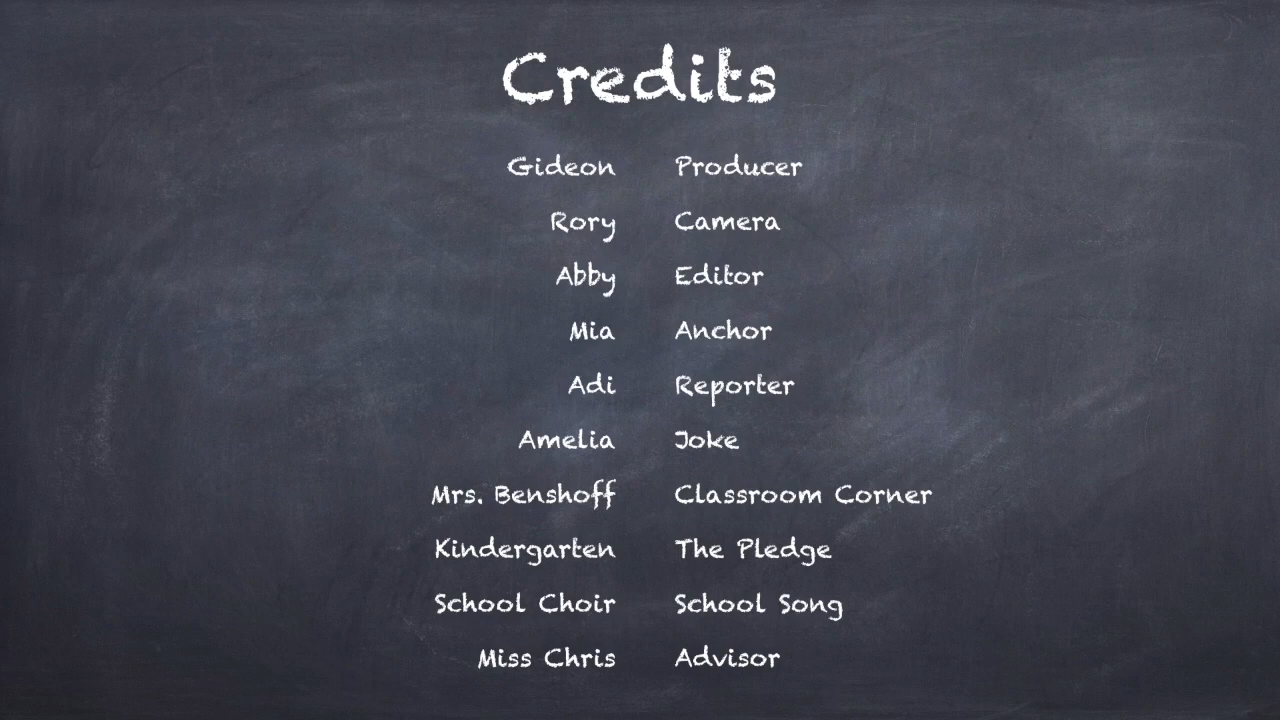 Credits
Gideon Producer
Rory Camera
Abby Editor
Mia Anchor
Adi Reporter
Amelia Joke
Mrs. Benshoff Classroom Corner
Kindergarten The Pledge
School Choir School Song
Miss Chris Advisor